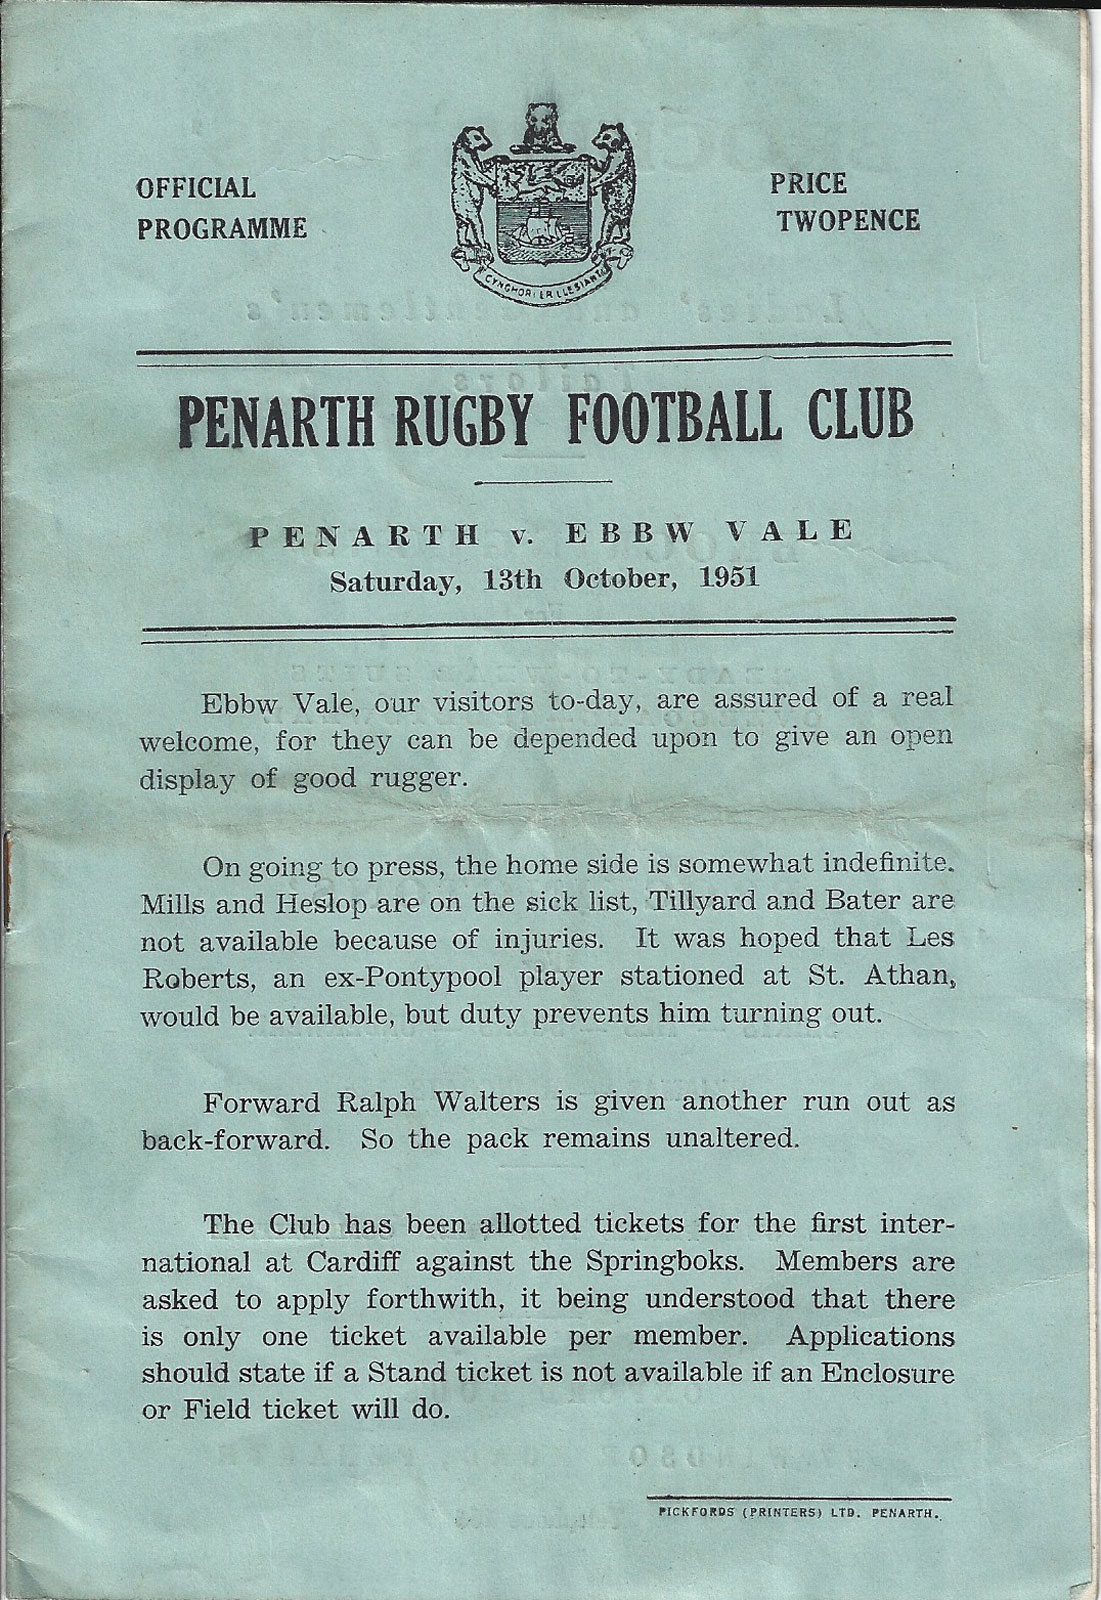 OFFICIAL
PROGRAMME
PRICE
TWOPENCE
CYNGHORI ER LLESIANT
PENARTH RUGBY FOOTBALL CLUB
PENARTH v. EBBW VALE
Saturday, 13th October, 1951
Ebbw Vale, our visitors to-day, are assured of a real
welcome, for they can be depended upon to give an open
display of good rugger.
On going to press, the home side is somewhat indefinite.
Mills and Heslop are on the sick list, Tillyard and Bater are
not available because of injuries. It was hoped that Les
Roberts, an ex-Pontypool player stationed at St. Athan,
would be available, but duty prevents him turning out.
Forward Ralph Walters is given another run out as
back-forward. So the pack remains unaltered.
The Club has been allotted tickets for the first inter-
national at Cardiff against the Springboks. Members are
asked to apply forthwith, it being understood that there
is only one ticket available per member. Applications
should state if a Stand ticket is not available if an Enclosure
or Field ticket will do.
PICKFORDS (PRINTERS) LTD. PENARTH.